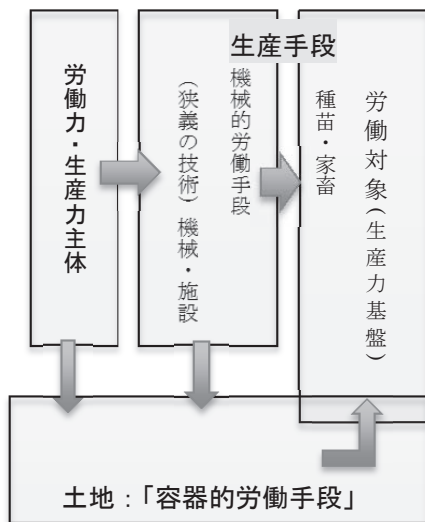 生産手段
労働力・生産力主体
機械的労働手段
（狭義の技術）機械・施設
労働対象（生産力基盤）
種苗・家畜
土地：「容器的労働手段」